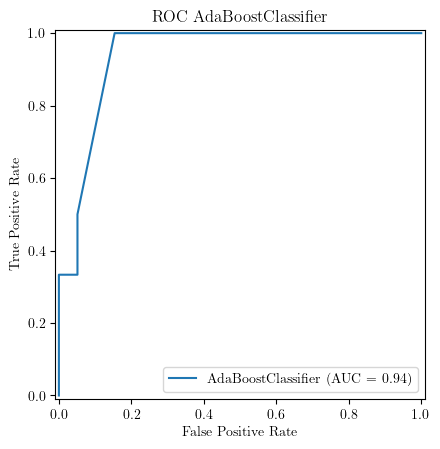 ROC AdaBoostClassifier
True Positive Rate
1.0
0.8
0.6
0.4
0.2
0.0
AdaBoostClassifier (AUC = 0.94)
0.0 0.2 0.4 0.6 0.8 1.0
False Positive Rate